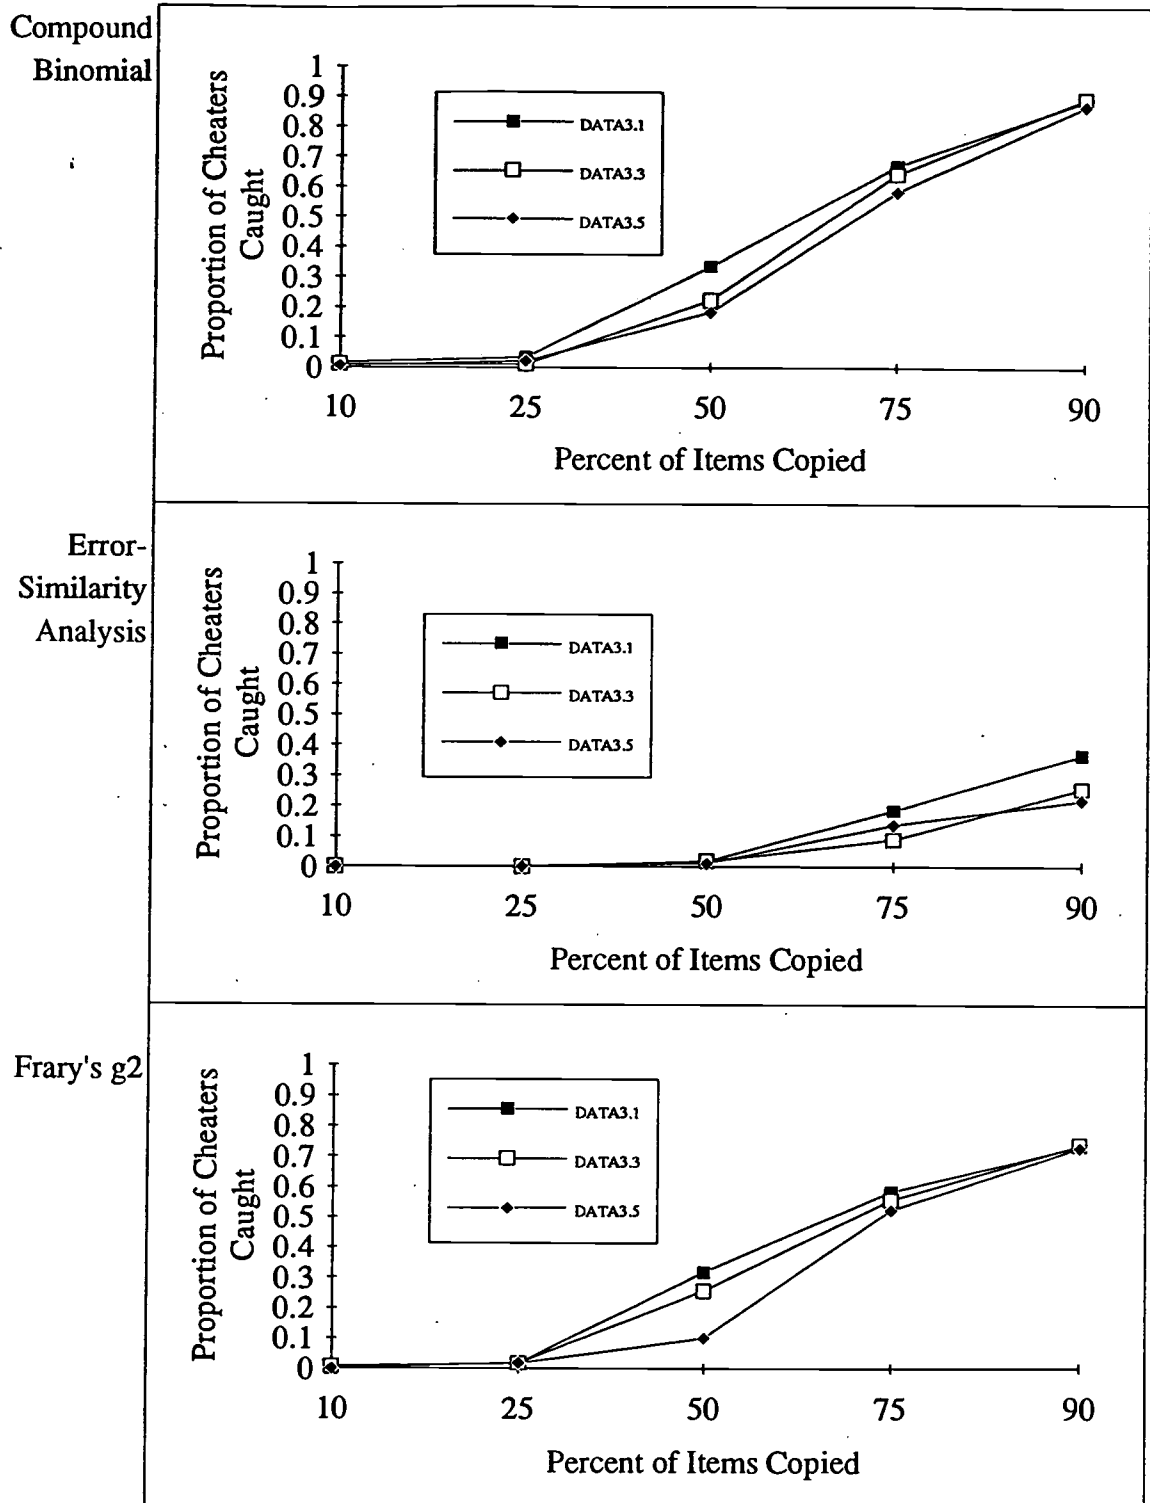 Compound
Binomial
Proportion of Cheaters
Caught
1
0.9
0.8
0.7
0.6
0.5
0.4
0.3
0.2
0.1
0
DATA3.1
DATA3.3
DATA3.5
10 25 50 75 90
Percent of Items Copied
Error-
Similarity
Analysis
Proportion of Cheaters
Caught
1
0.9
0.8
0.7
0.6
0.5
0.4
0.3
0.2
0.1
0
DATA3.1
DATA3.3
DATA3.5
10 25 50 75 90
Percent of Items Copied
Frary's g2
Proportion of Cheaters
Caught
1
0.9
0.8
0.7
0.6
0.5
0.4
0.3
0.2
0.1
0
DATA3.1
DATA3.3
DATA3.5
10 25 50 75 90
Percent of Items Copied